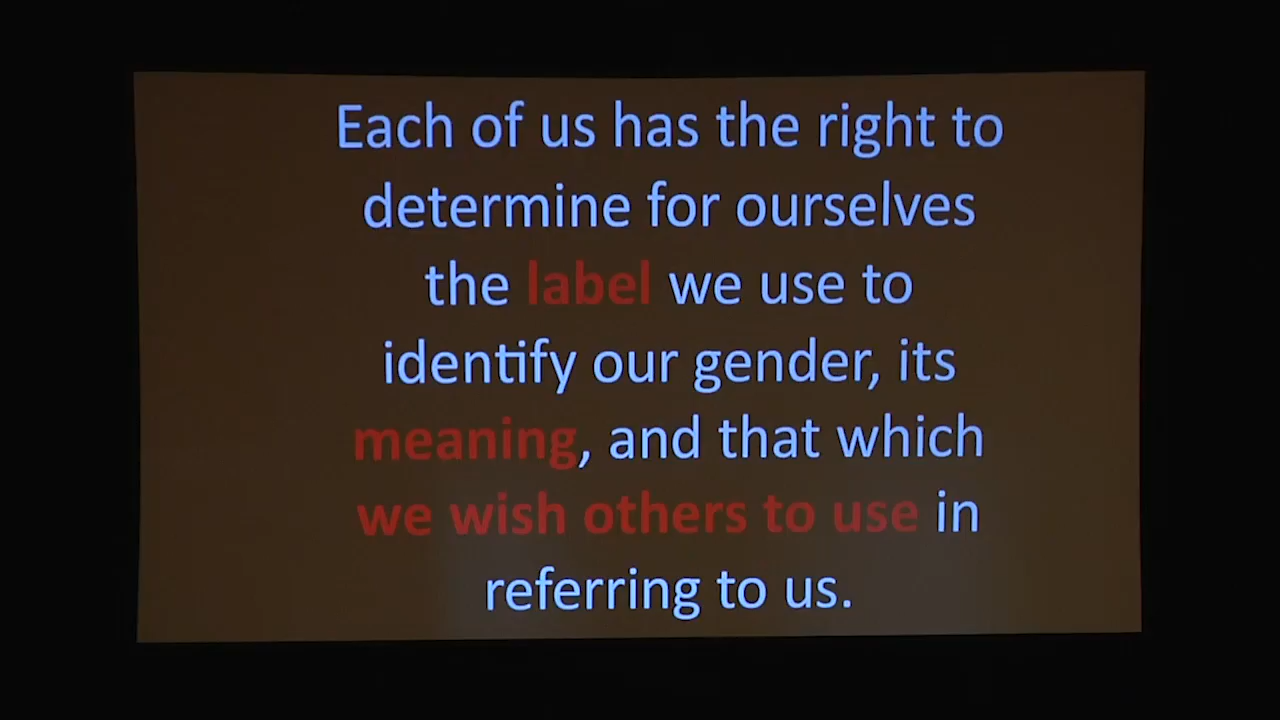 Each of us has the right to
determine for ourselves
the label we use to
identify our gender, its
meaning, and that which
we wish others to use in
referring to us.